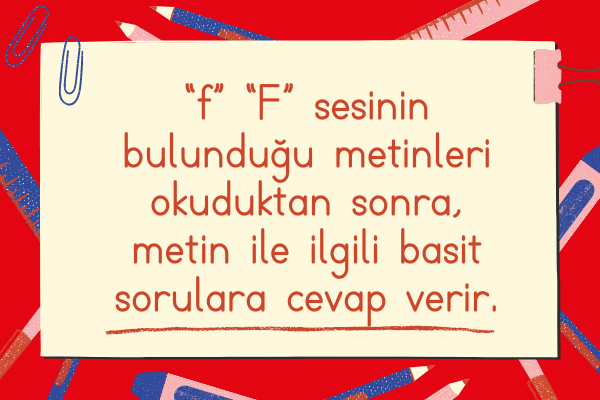 “f” “F” sesinin
bulunduğu metinleri
okuduktan sonra,
metin ile ilgili basit
sorulara cevap verir.